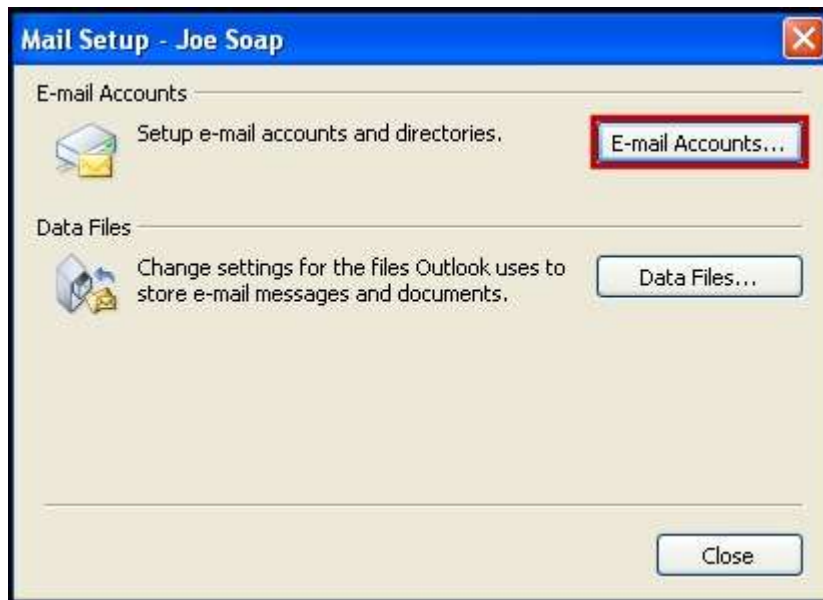 Mail Setup - Joe Soap
E-mail Accounts
Setup e-mail accounts and directories.
E-mail Accounts...
Data Files
Change settings for the files Outlook uses to
store e-mail messages and documents.
Data Files...
Close